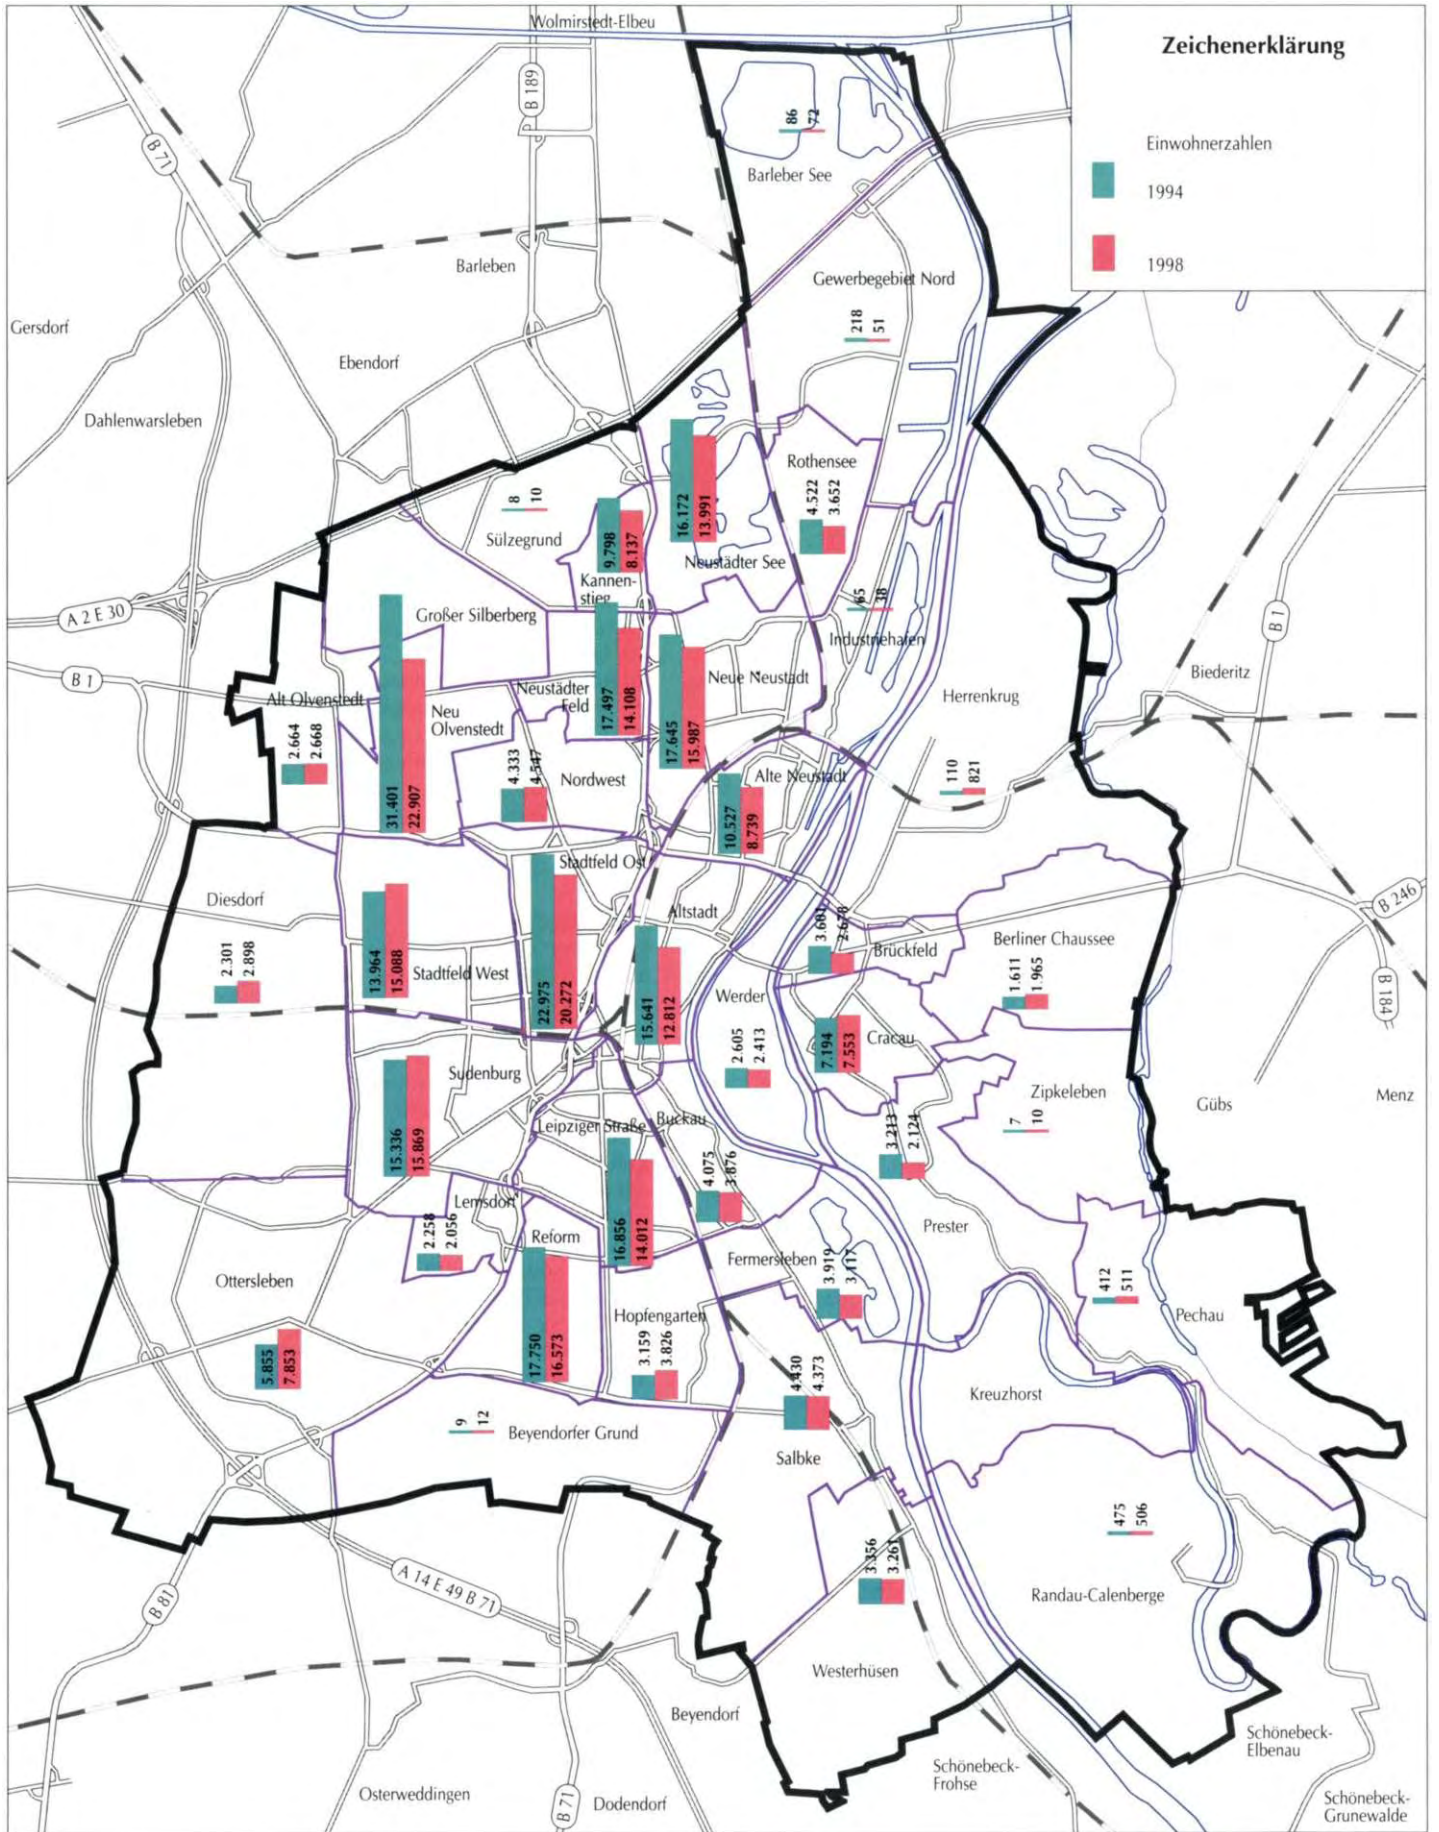 Wolmirstedt-Elbeu
Zeichenerklärung
Einwohnerzahlen
1994
1998
B 189
B 71
86
72
Barleber See
Barleben
Gewerbegebiet Nord
218
51
Gersdorf
Ebendorf
Dahlenwarsleben
Rothensee
4.522
3.652
16.172
13.991
Neustädter See
8
10
Sülzegrund
9.798
8.137
Kannen-
stieg
A 2 E 30
Großer Silberberg
65
38
Industriehafen
B 1
B 1
Biederitz
Herrenkrug
110
821
Alt Olvenstedt
2.664
2.668
Neu
Olvenstedt
31.401
22.907
Neustädter
Feld
17.497
14.108
Neue Neustadt
17.645
15.987
Nordwest
4.333
4.547
Alte Neustadt
10.527
8.739
Stadtfeld Ost
22.975
20.272
Diesdorf
2.301
2.898
13.964
15.088
Stadtfeld West
Altstadt
15.641
12.812
B 246
B 184
3.681
2.678
Brückfeld
Berliner Chaussee
1.611
1.965
Werder
2.605
2.413
7.194
7.553
Cracau
Sudenburg
15.336
15.869
Zipkeleben
7
10
Gübs
Menz
Leipziger Straße
16.856
14.012
Buckau
4.075
3.876
3.213
2.124
Prester
Lemsdorf
2.258
2.056
Reform
17.750
16.573
Ottersleben
5.855
7.853
Fermersleben
3.919
3.117
412
511
Pechau
Hopfengarten
3.159
3.826
4.430
4.373
Salbke
Kreuzhorst
9
12
Beyendorfer Grund
475
506
Randau-Calenberge
3.356
3.261
Westerhüsen
A 14 E 49 B 71
B 81
Beyendorf
Schönebeck-
Elbenau
Schönebeck-
Frohse
Osterweddingen
B 71
Dodendorf
Schönebeck-
Grunewalde